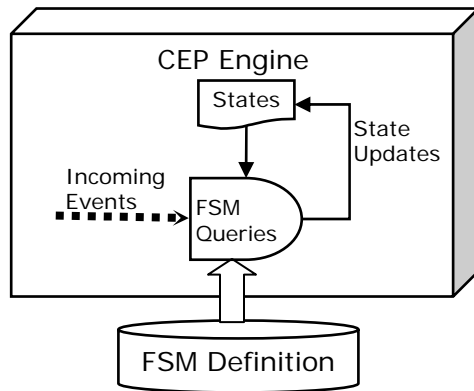 CEP Engine
States
State
Updates
Incoming
Events
FSM
Queries
FSM Definition